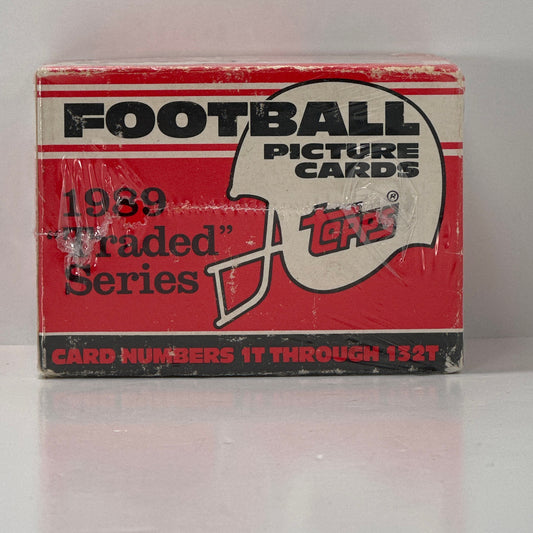 FOOTBALL
PICTURE
CARDS
1989
"Traded"
Series
Topps®
CARD NUMBERS 1T THROUGH 132T